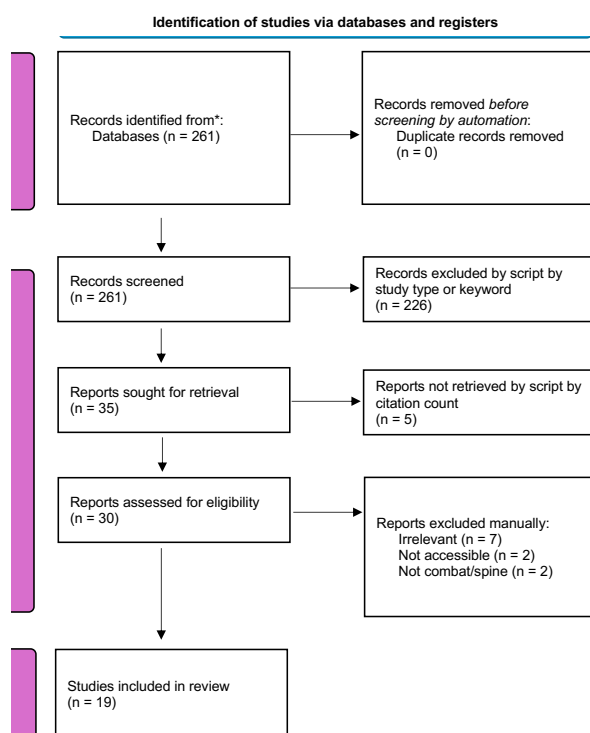 Identification of studies via databases and registers
Records identified from*:
Databases (n = 261)
Records removed before
screening by automation:
Duplicate records removed
(n = 0)
Records screened
(n = 261)
Records excluded by script by
study type or keyword
(n = 226)
Reports sought for retrieval
(n = 35)
Reports not retrieved by script by
citation count
(n = 5)
Reports assessed for eligibility
(n = 30)
Reports excluded manually:
Irrelevant (n = 7)
Not accessible (n = 2)
Not combat/spine (n = 2)
Studies included in review
(n = 19)